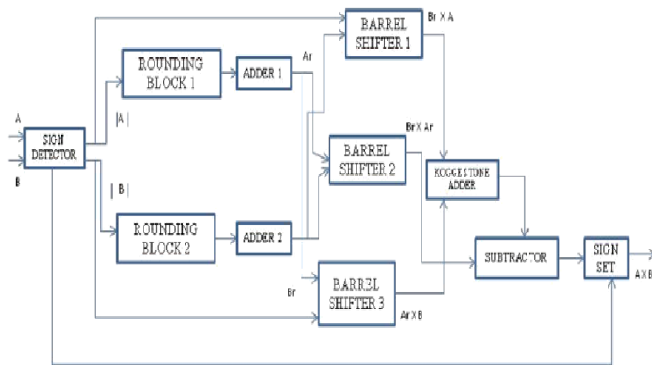 BARREL
SHIFTER 1
Br X A
ROUNDING
BLOCK 1
ADDER 1
Ar
A
|A|
SIGN
DETECTOR
B
Br X Ar
BARREL
SHIFTER 2
KOGGESTONE
ADDER
| B |
ROUNDING
BLOCK 2
ADDER 2
SUBTRACTOR
SIGN
SET
A X B
Br
BARREL
SHIFTER 3
Ar X B